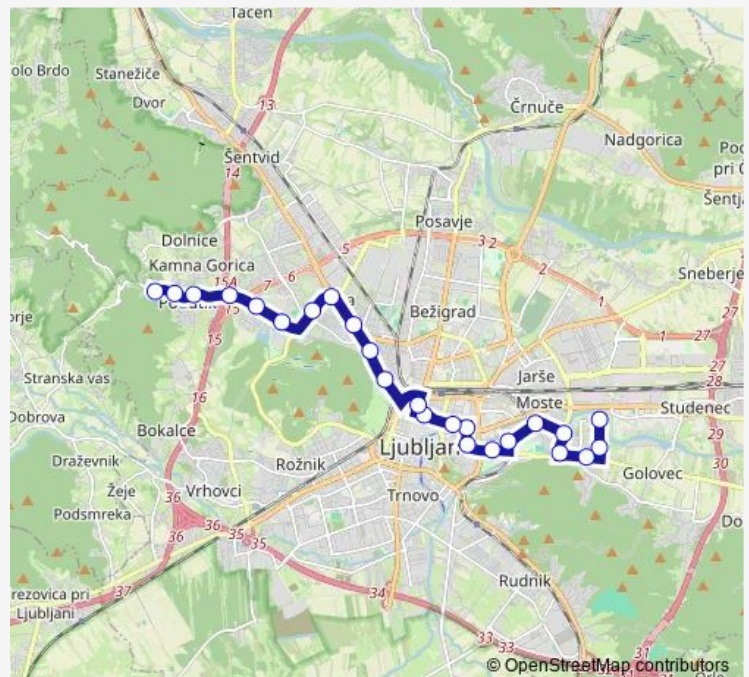 Tacen
olo Brdo
Stanežiče
Dvor
13
Črnuče
Nadgorica
Šentvid
14
Posavje
Dolnice
5
3
2
2
Kamna Gorica
15A
7
6
1
Sneberje
15
Bežigrad
1
27
27
15
Jarše
28
Stranska vas
16
Moste
Studenec
Dobrova
29
Bokalce
Rožnik
30
Draževnik
Golovec
Žeje
36
Vrhovci
Trnovo
Podsmreka
36
35
36
35
Rudnik
37
34
rezovica pri
Ljubljani
33
33
31
31
© OpenStreetMap contributors